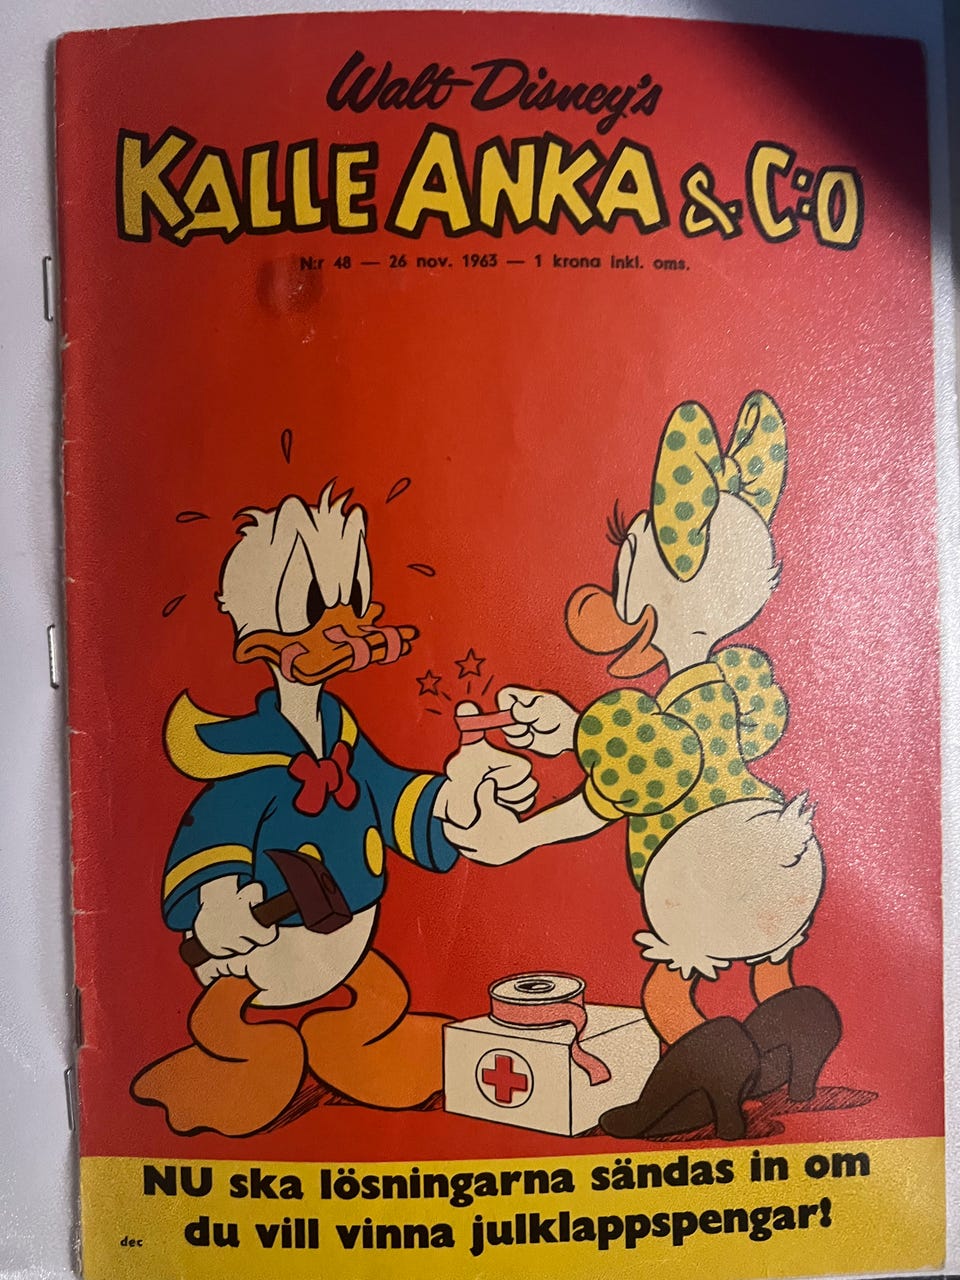 Walt Disney's
KALLE ANKA & C:O
N:r 48 — 26 nov. 1963 — 1 krona inkl. oms.
NU ska lösningarna sändas in om
du vill vinna julklappspengar!
dec